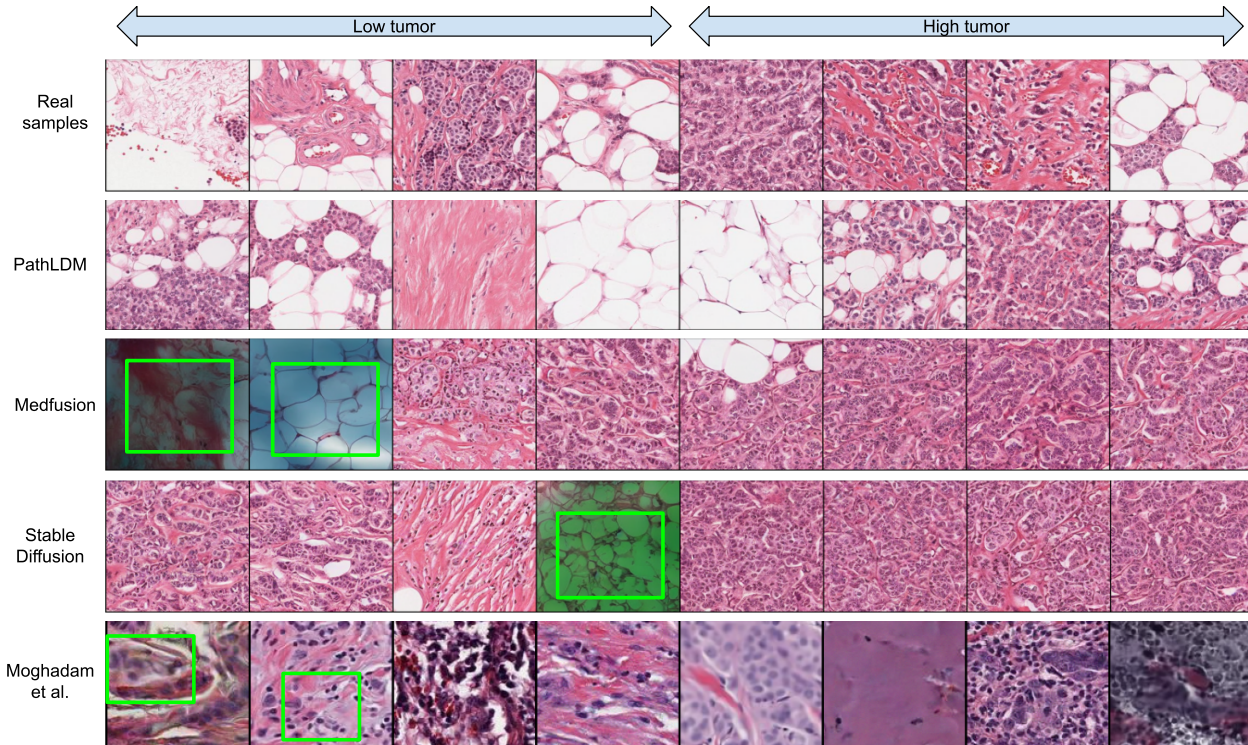 Low tumor
High tumor
Real
samples
PathLDM
Medfusion
Stable
Diffusion
Moghadam
et al.